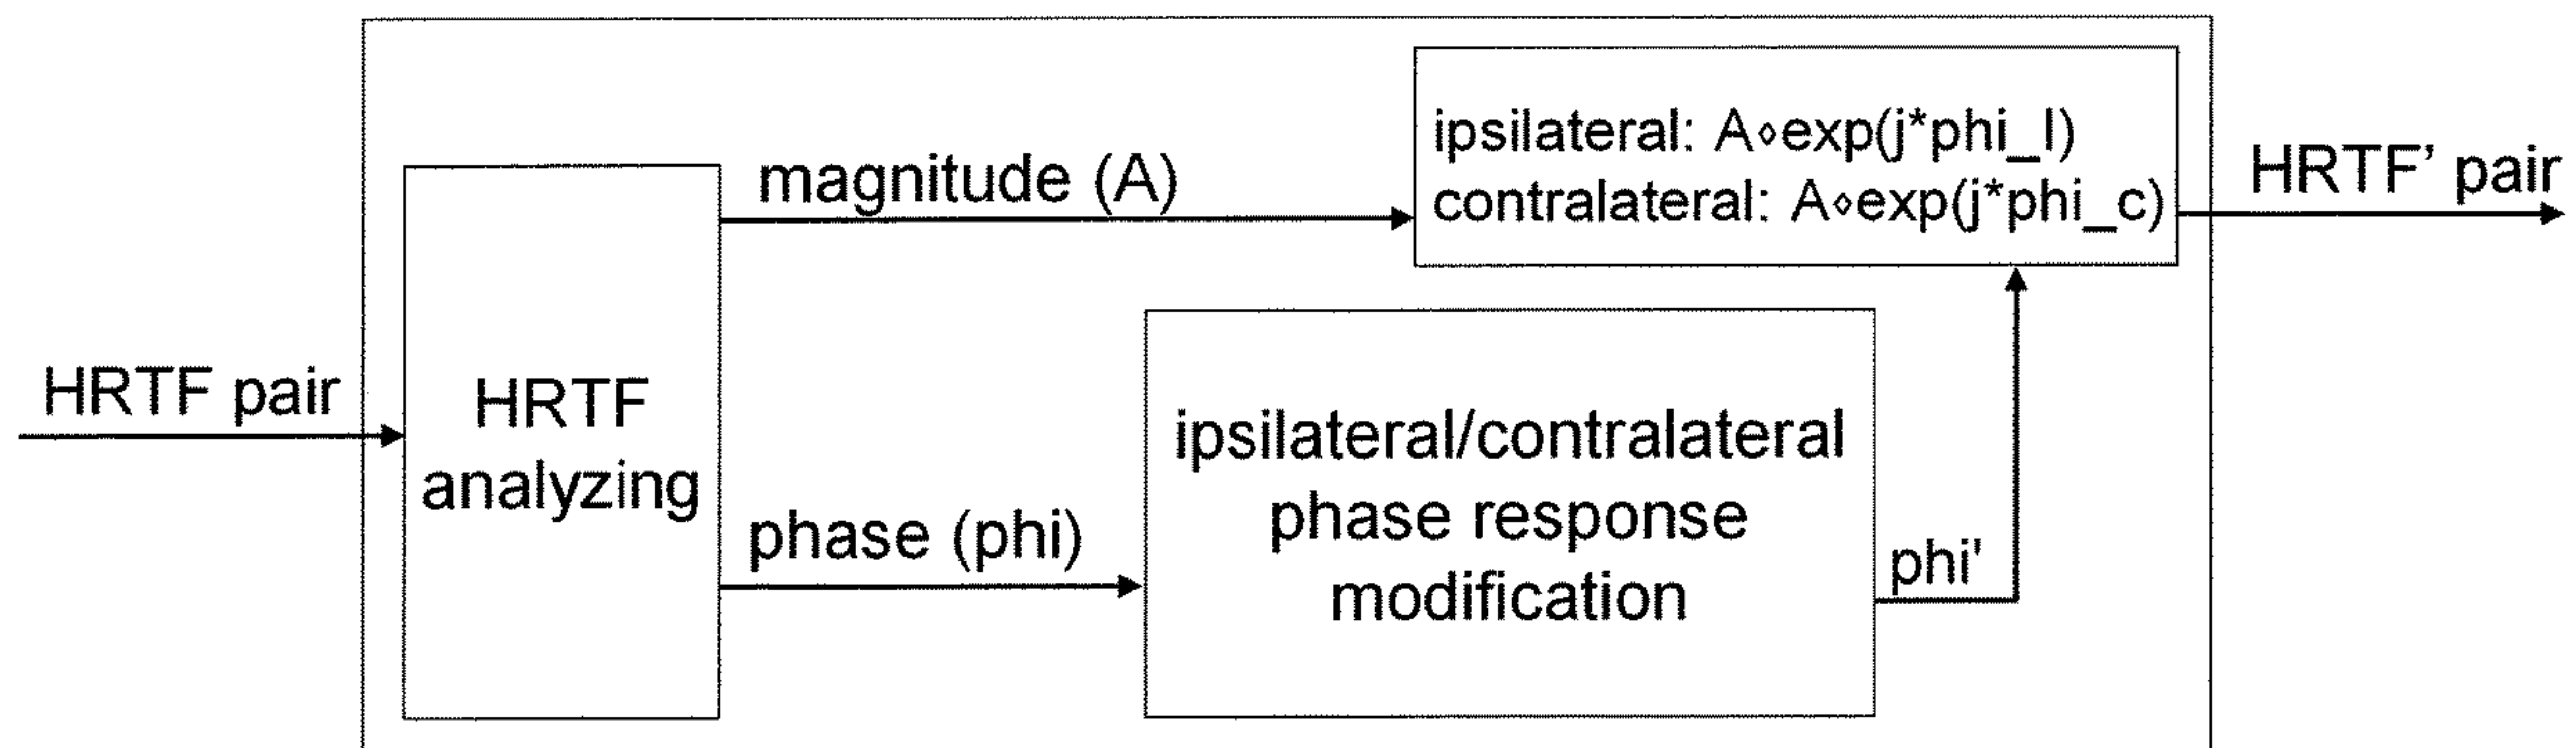 HRTF pair
HRTF
analyzing
magnitude (A)
phase (phi)
ipsilateral/contralateral
phase response
modification
phi'
ipsilateral: A⋄exp(j*phi_I)
contralateral: A⋄exp(j*phi_c)
HRTF’ pair